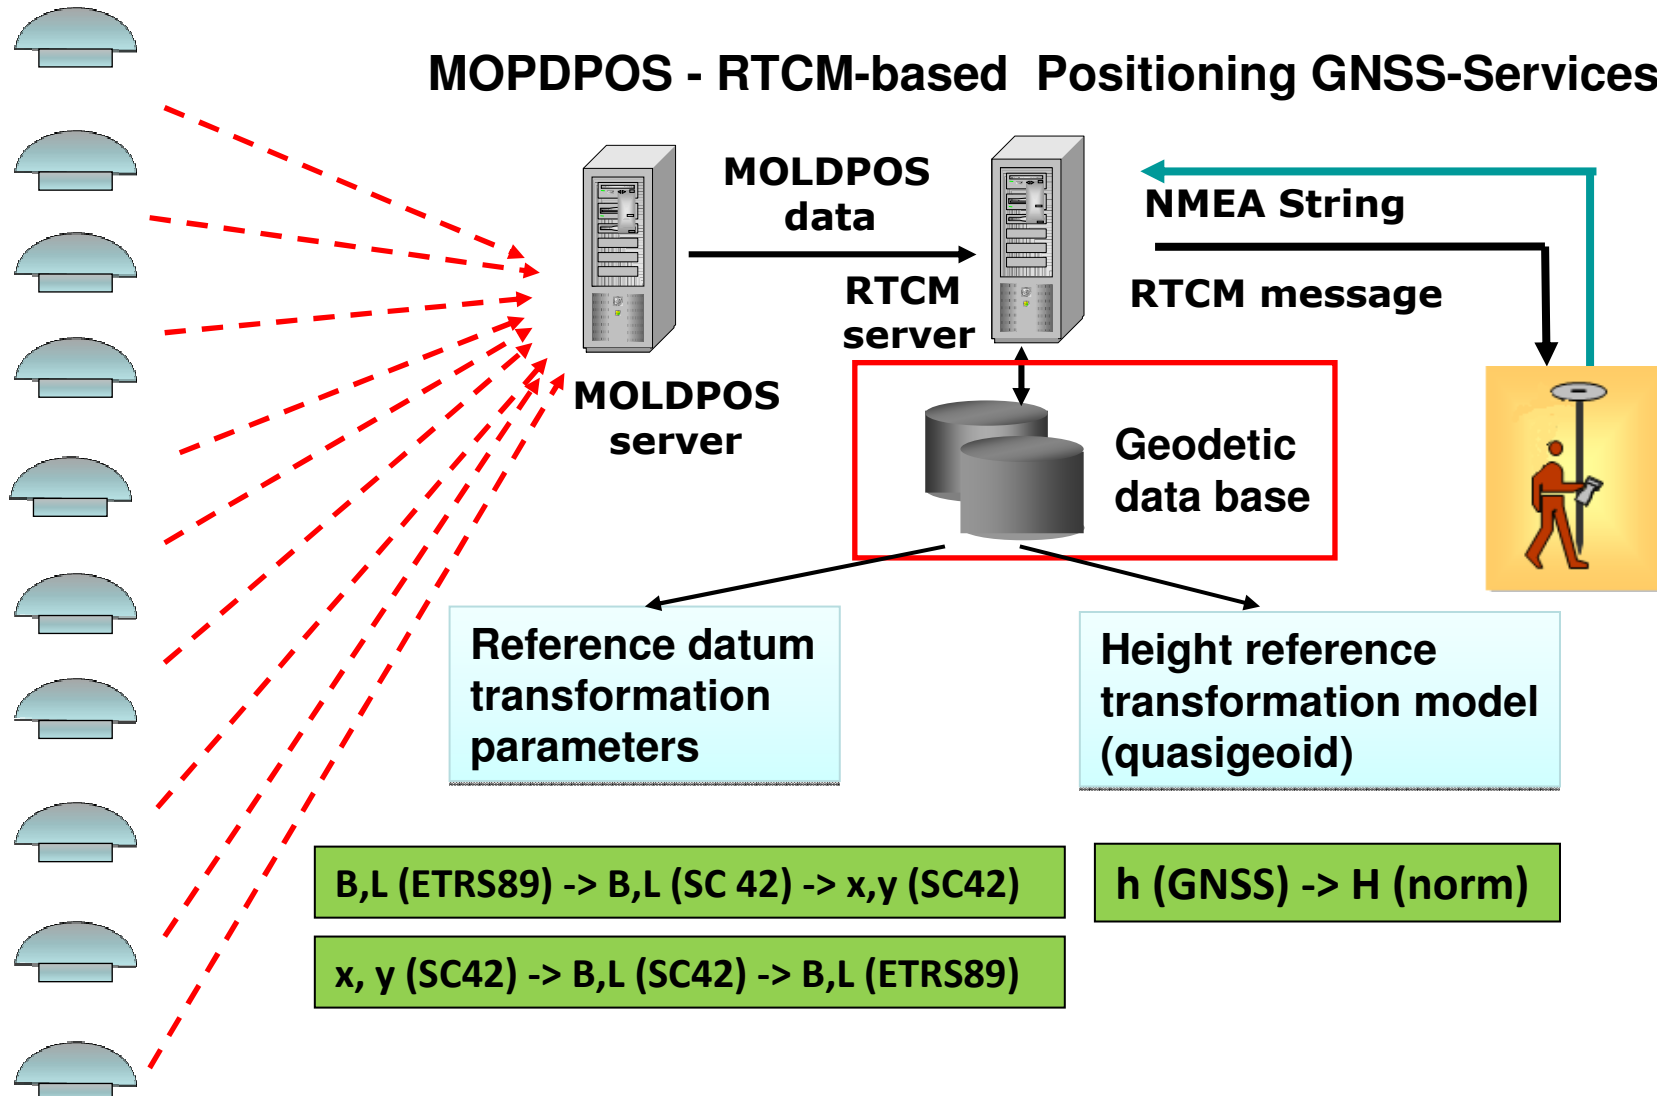 MOPDPOS - RTCM-based Positioning GNSS-Services
MOLDPOS
data
NMEA String
RTCM
server
RTCM message
MOLDPOS
server
Geodetic
data base
Reference datum
transformation
parameters
Height reference
transformation model
(quasigeoid)
B,L (ETRS89) -> B,L (SC 42) -> x,y (SC42)
h (GNSS) -> H (norm)
x, y (SC42) -> B,L (SC42) -> B,L (ETRS89)